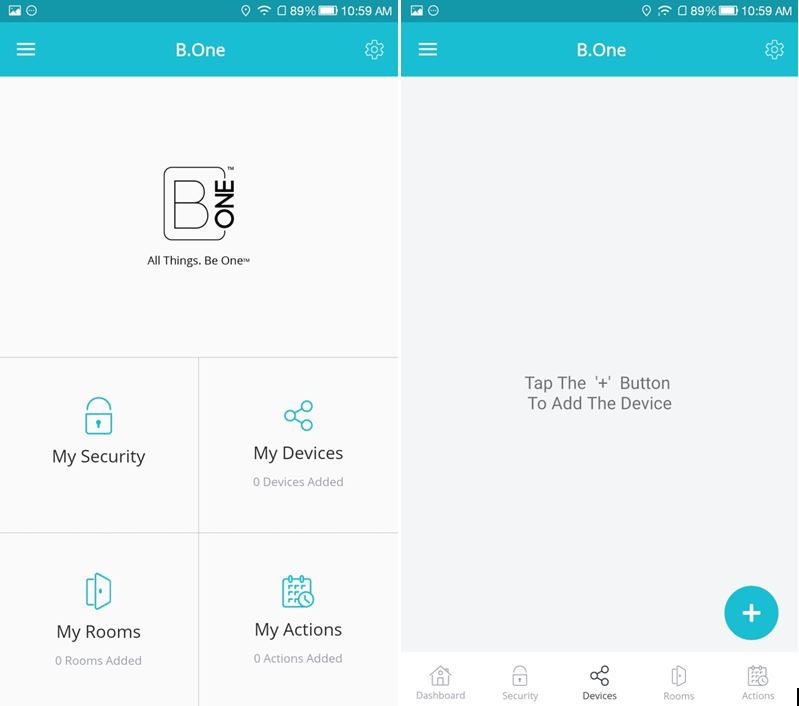 89% 10:59 AM
B.One
B ONE™
All Things. Be One™
My Security
My Devices
0 Devices Added
My Rooms
0 Rooms Added
My Actions
0 Actions Added
89% 10:59 AM
B.One
Tap The '+' Button
To Add The Device
+
Dashboard Security Devices Rooms Actions